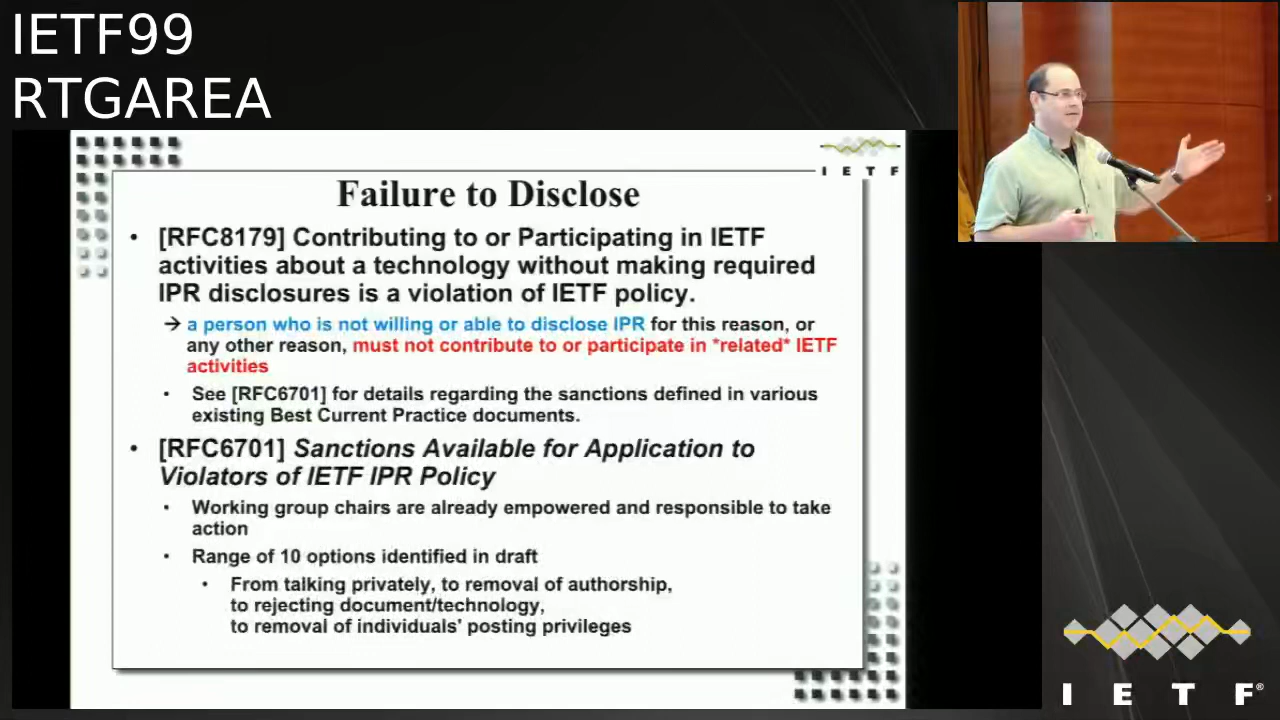 IETF99
RTGAREA
I E T F
Failure to Disclose
• [RFC8179] Contributing to or Participating in IETF
activities about a technology without making required
IPR disclosures is a violation of IETF policy.
→ a person who is not willing or able to disclose IPR for this reason, or
any other reason, must not contribute to or participate in *related* IETF
activities
• See [RFC6701] for details regarding the sanctions defined in various
existing Best Current Practice documents.
• [RFC6701] Sanctions Available for Application to
Violators of IETF IPR Policy
• Working group chairs are already empowered and responsible to take
action
• Range of 10 options identified in draft
• From talking privately, to removal of authorship,
to rejecting document/technology,
to removal of individuals' posting privileges
I E T F®